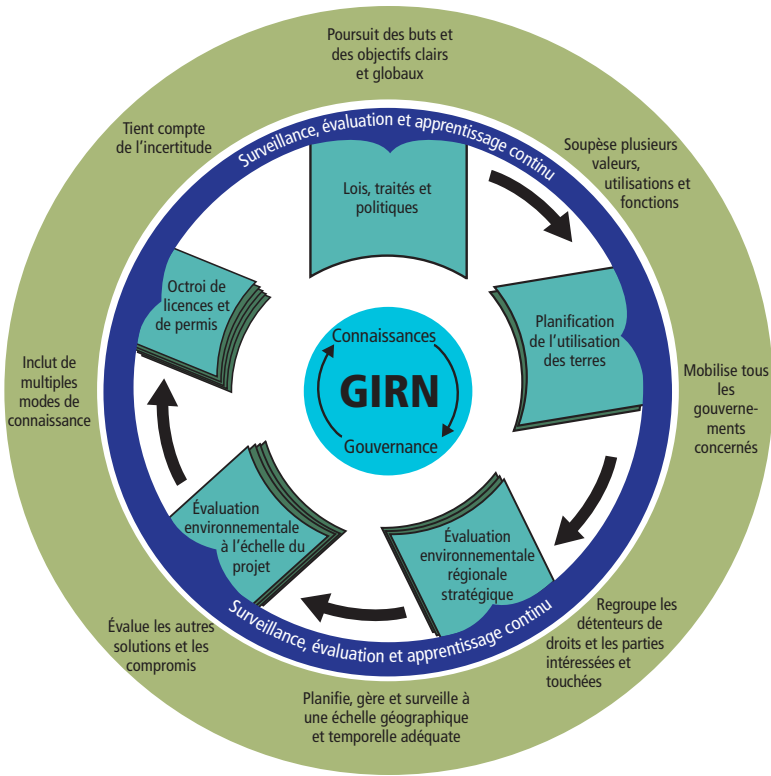 Poursuit des buts et
des objectifs clairs
et globaux
Soupèse plusieurs
valeurs,
utilisations et
fonctions
Mobilise tous
les
gouverne-
ments
concernés
Regroupe les
détenteurs de
droits et les parties
intéressées et
touchées
Planifie, gère et surveille à
une échelle géographique
et temporelle adéquate
Évalue les autres
solutions et les
compromis
Inclut de
multiples
modes de
connaissance
Tient compte
de l’incertitude
Surveillance, évaluation et apprentissage continu
Lois, traités et
politiques
Planification
de l’utilisation
des terres
Évaluation
environnementale
régionale
stratégique
Évaluation
environnementale
à l’échelle du
projet
Octroi de
licences et
de permis
Connaissances
GIRN
Gouvernance
Surveillance, évaluation et apprentissage continu